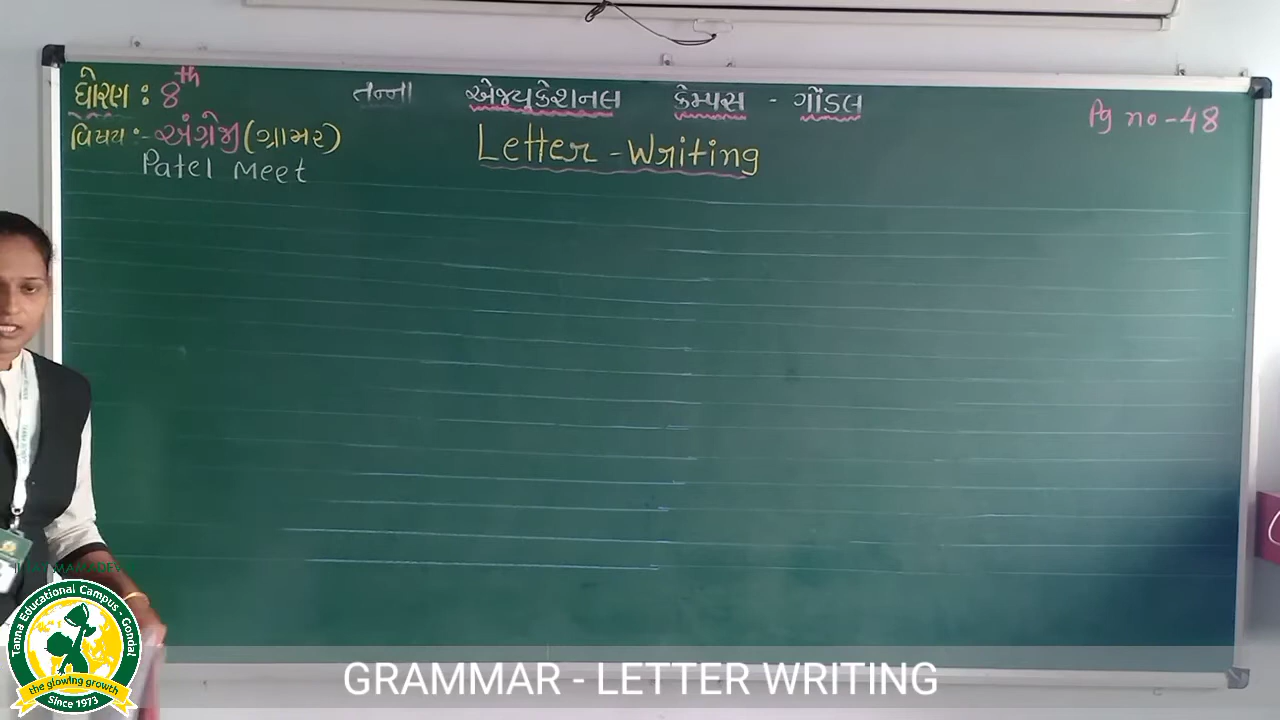 ધોરણ : 8th
તન્ના એજ્યુકેશનલ કેમ્પસ - ગોંડલ
Pg no - 48
વિષય :- અંગ્રેજી (ગ્રામર)
Letter - Writing
Patel Meet
Tanna Educational Campus - Gondal
the glowing growth
Since 1973
GRAMMAR - LETTER WRITING